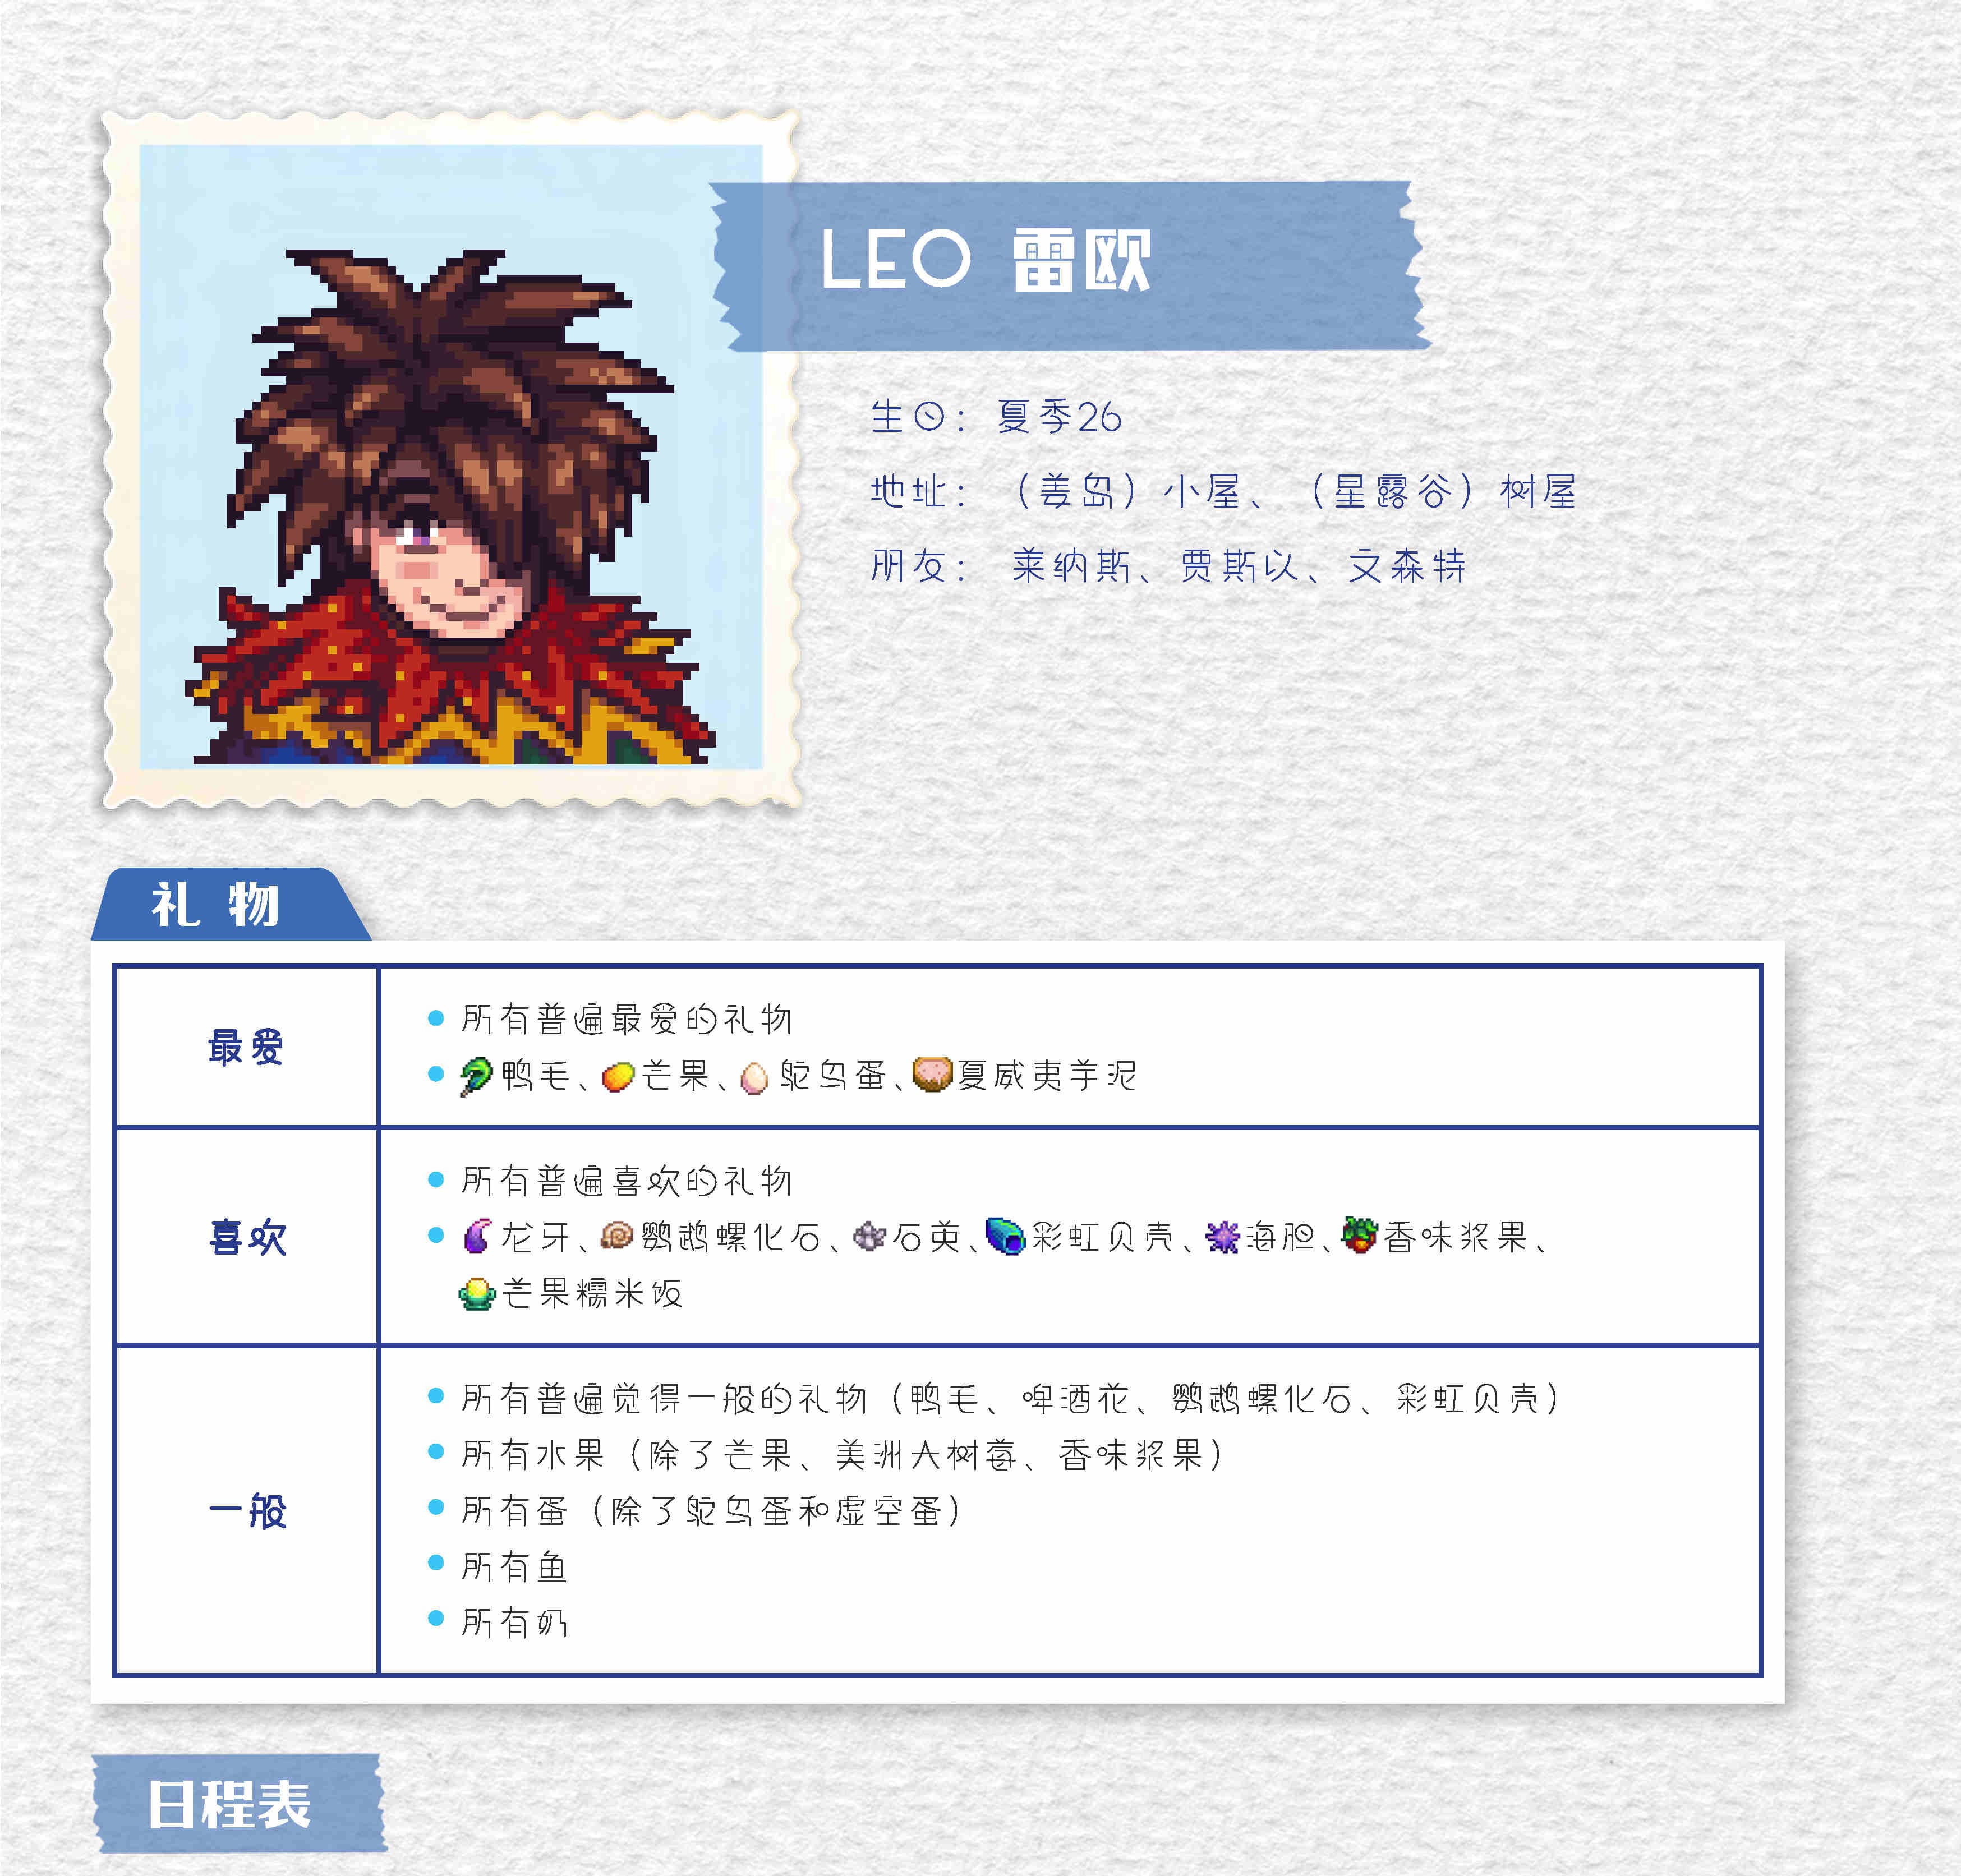 LEO 雷欧
生日：夏季26
地址：（姜岛）小屋、（星露谷）树屋
朋友：莱纳斯、贾斯以、文森特
礼物
最爱
所有普遍最爱的礼物
鸭毛、芒果、鸵鸟蛋、夏威夷芋泥
喜欢
所有普遍喜欢的礼物
龙牙、鹦鹉螺化石、石英、彩虹贝壳、海胆、香味浆果、
芒果糯米饭
一般
所有普遍觉得一般的礼物（鸭毛、啤酒花、鹦鹉螺化石、彩虹贝壳）
所有水果（除了芒果、美洲大树莓、香味浆果）
所有蛋（除了鸵鸟蛋和虚空蛋）
所有鱼
所有奶
日程表